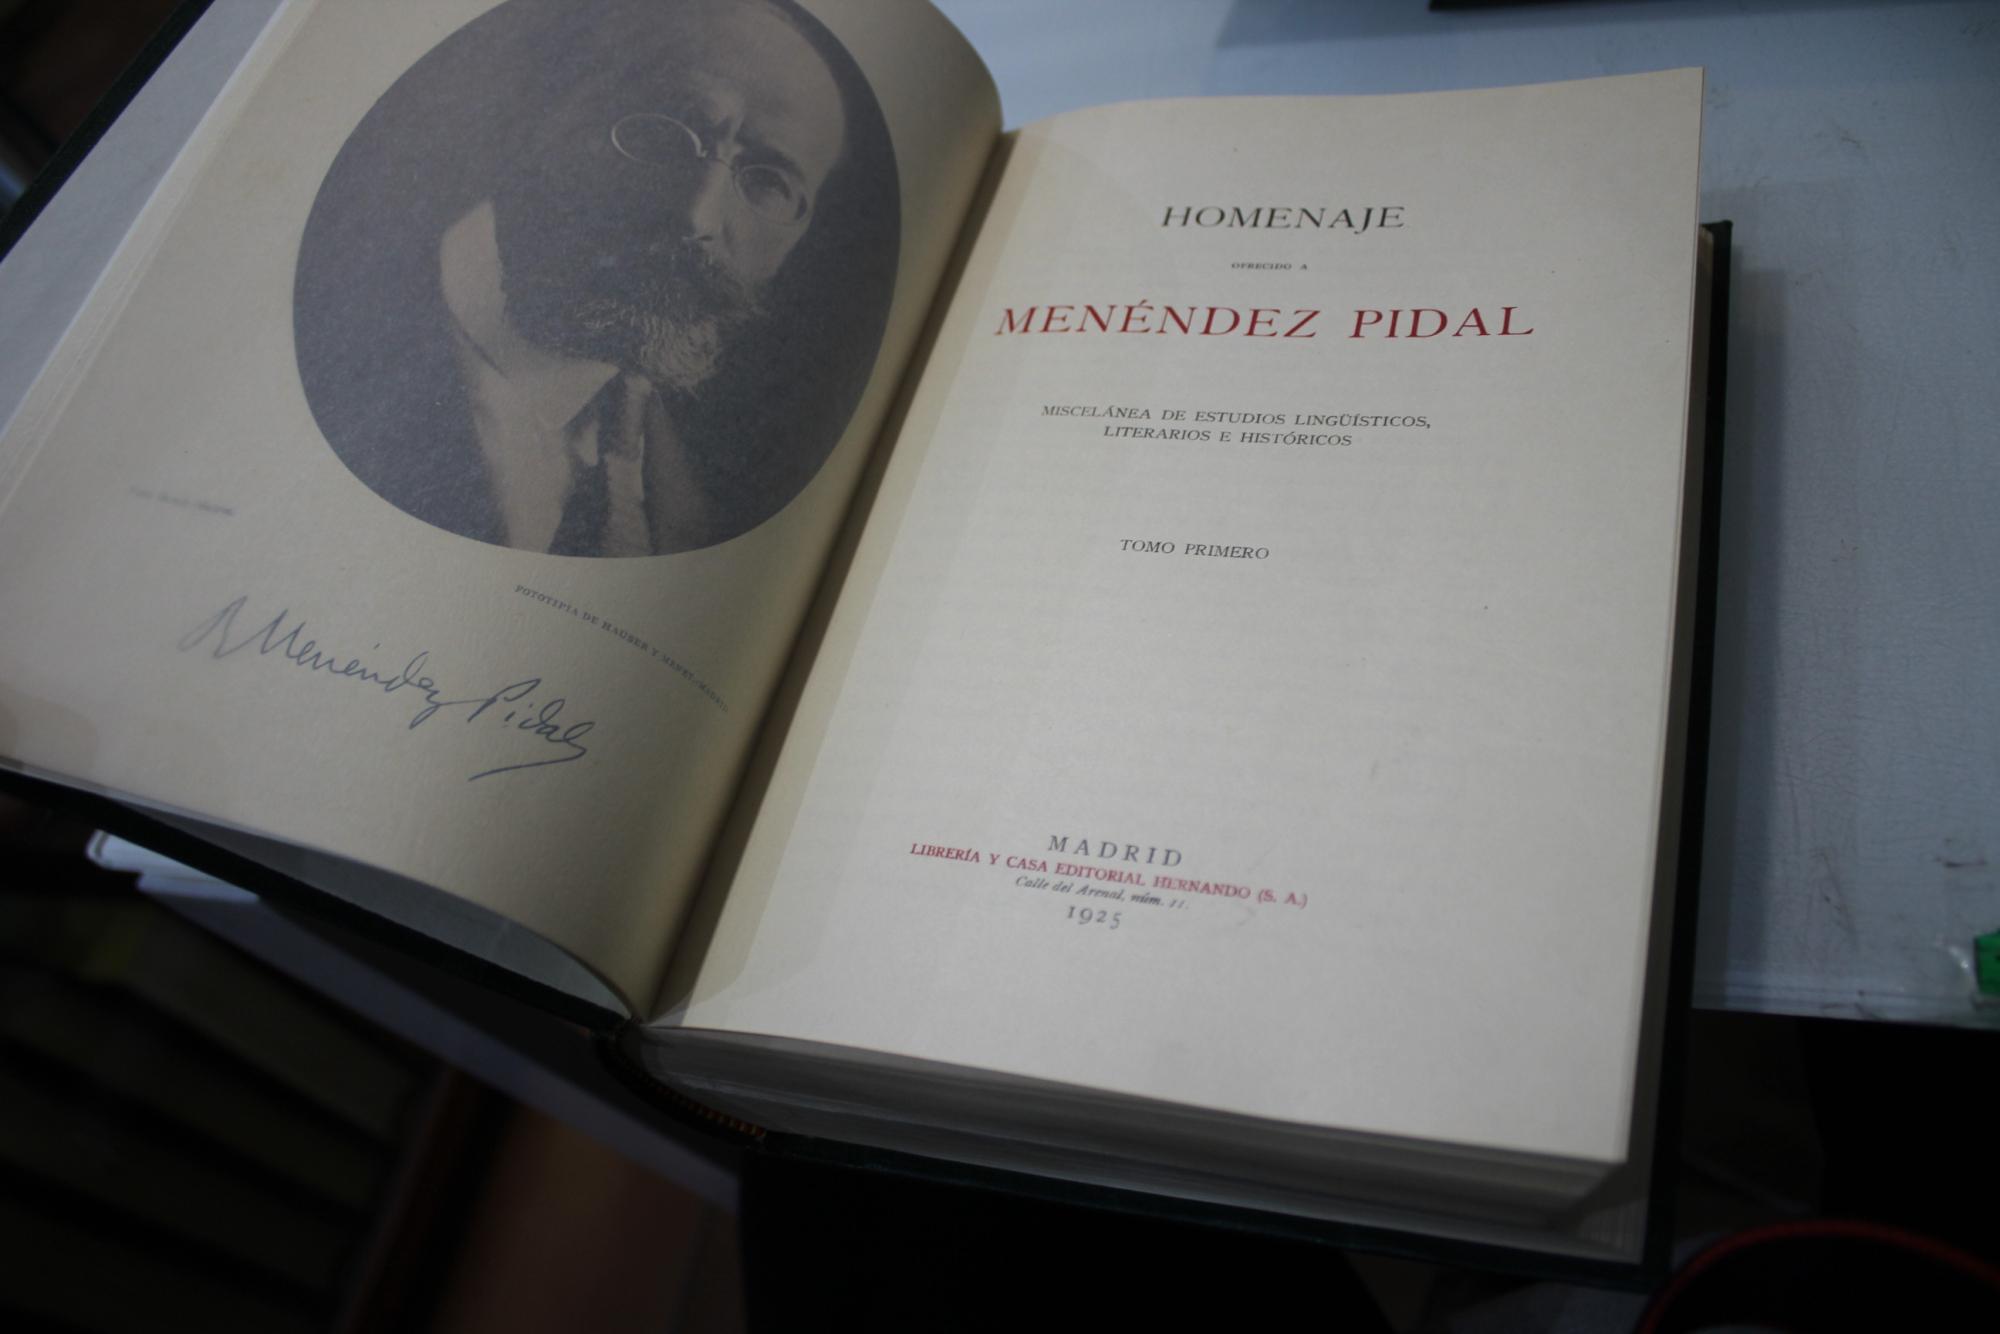 FOTOTIPIA DE HAUSER Y MENET.-MADRID
R Menéndez Pidal
HOMENAJE
OFRECIDO A
MENÉNDEZ PIDAL
MISCELÁNEA DE ESTUDIOS LINGÜÍSTICOS,
LITERARIOS E HISTÓRICOS
TOMO PRIMERO
MADRID
LIBRERÍA Y CASA EDITORIAL HERNANDO (S. A.)
Calle del Arenal, núm. 11.
1925